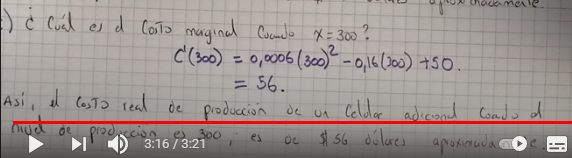 aproximadamente.
) ¿ Cuál es el Costo marginal Cuando x=300?
C'(300) = 0,0006(300)² - 0,16(300) +50.
= 56.
Así, el Costo real de producción de un Celular adicional Cuando el
nivel de producción es 300, es de $56 dólares aproximadamente.
3:16 / 3:21